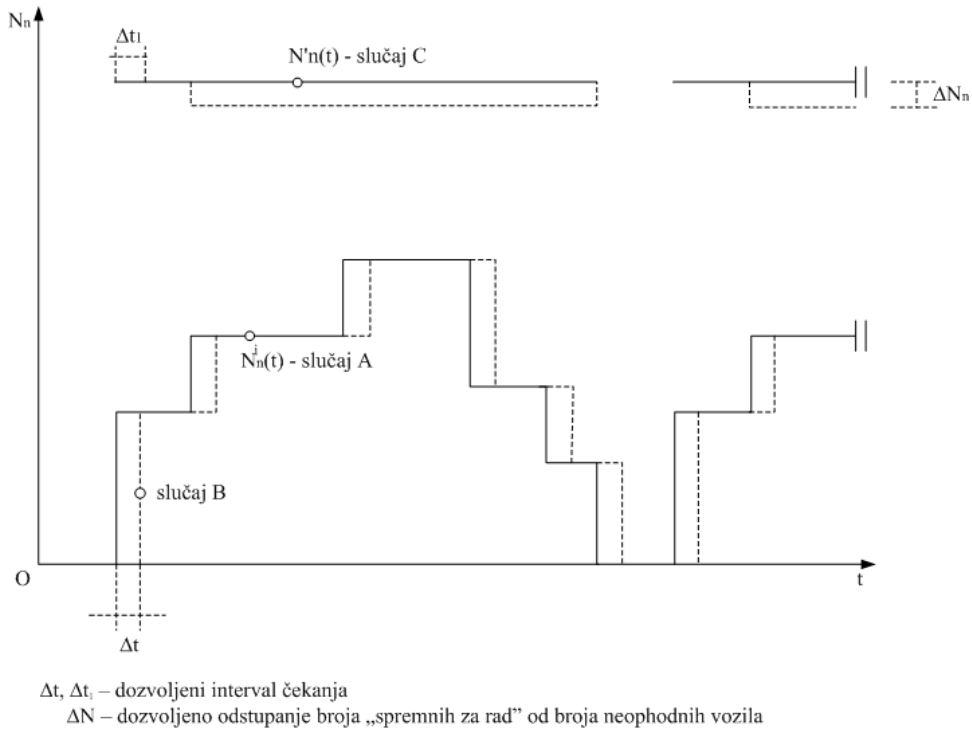 Nn
Δt1
N'n(t) - slučaj C
ΔNn
Nⁱn(t) - slučaj A
slučaj B
O
t
Δt
Δt, Δt₁ – dozvoljeni interval čekanja
ΔN – dozvoljeno odstupanje broja „spremnih za rad” od broja neophodnih vozila